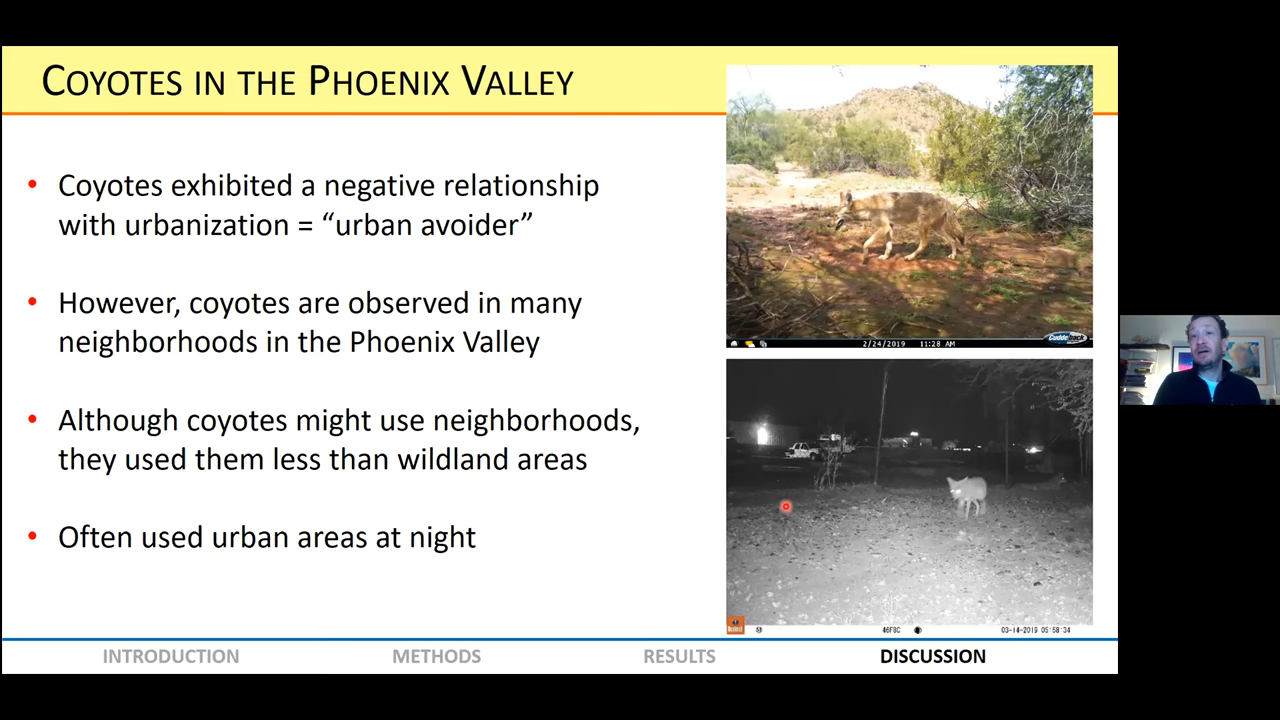 COYOTES IN THE PHOENIX VALLEY
• Coyotes exhibited a negative relationship
with urbanization = “urban avoider”
• However, coyotes are observed in many
neighborhoods in the Phoenix Valley
• Although coyotes might use neighborhoods,
they used them less than wildland areas
• Often used urban areas at night
Cuddeback
2/24/2019 11:28 AM
46F8C 03-14-2019 05:58:34
INTRODUCTION METHODS RESULTS DISCUSSION